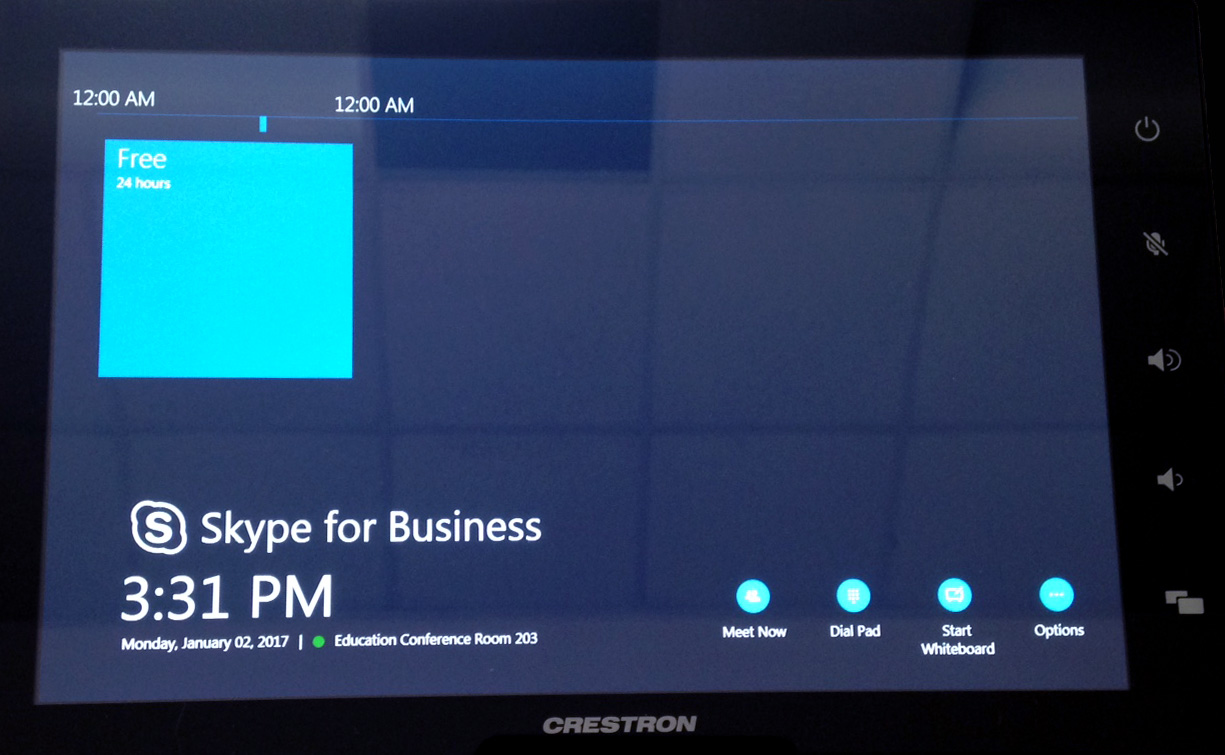 12:00 AM 12:00 AM
Free
24 hours
Skype for Business
3:31 PM
Monday, January 02, 2017 | Education Conference Room 203
Meet Now
Dial Pad
Start
Whiteboard
Options
CRESTRON